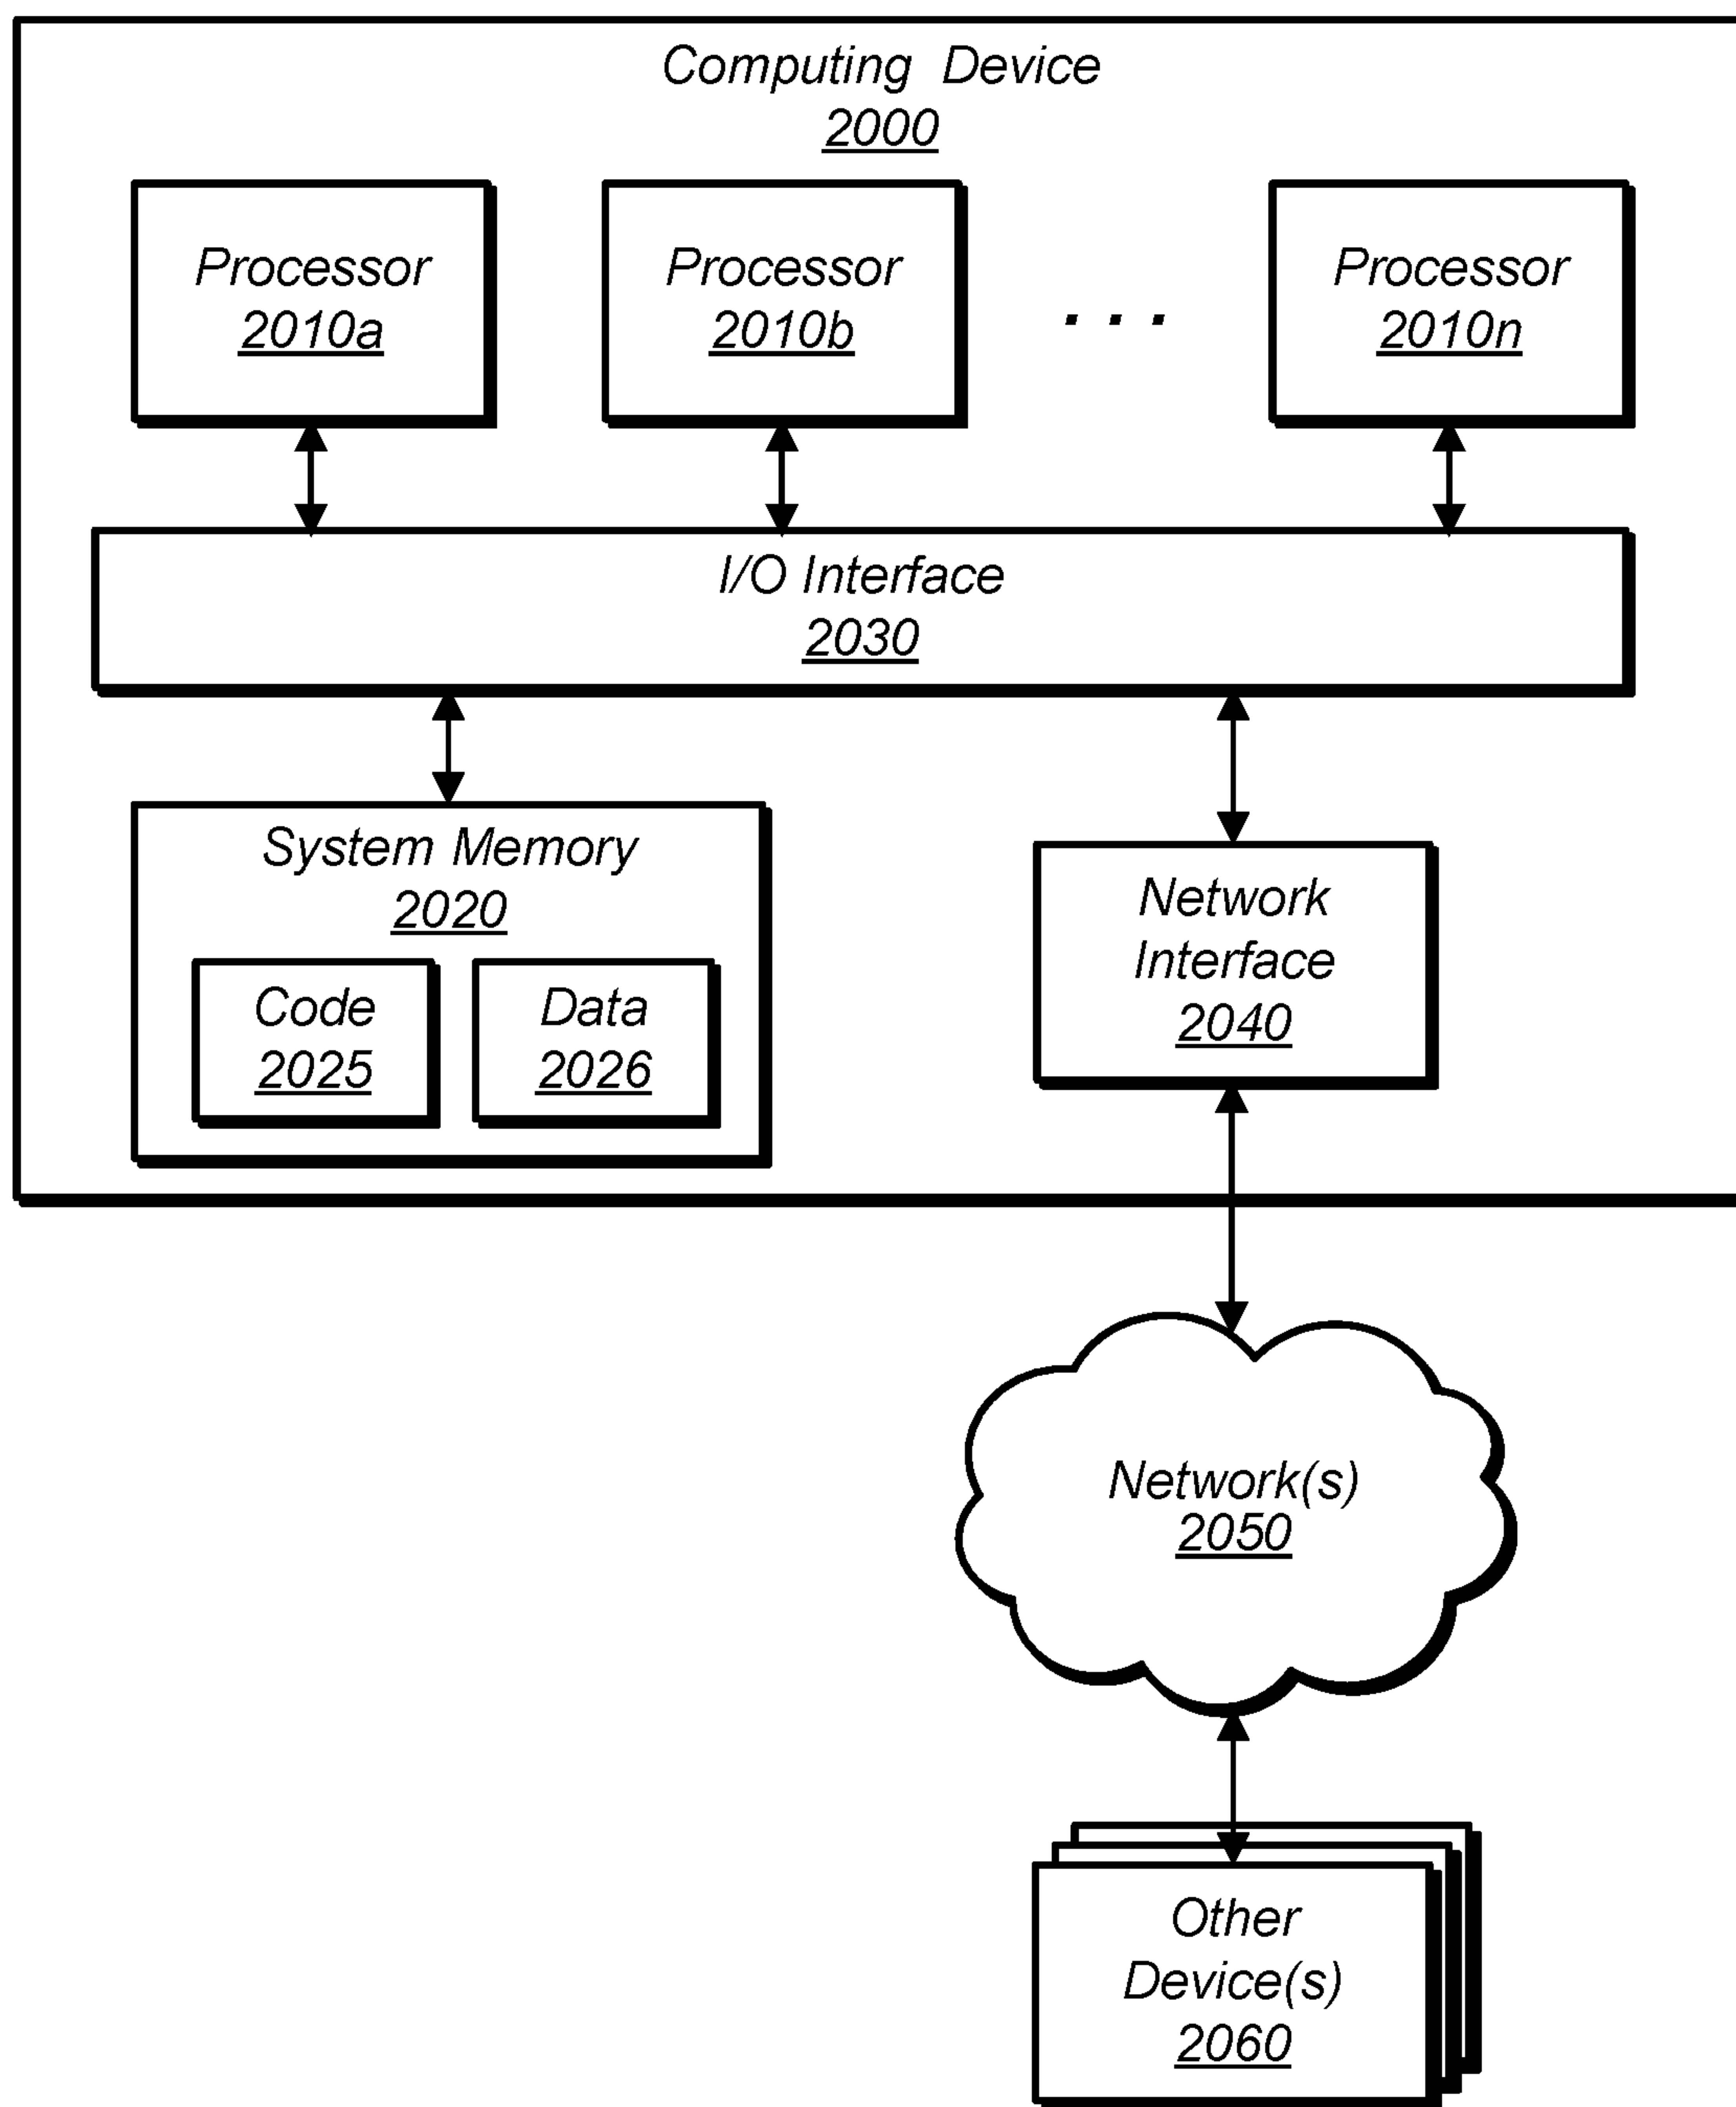 Computing Device
2000
Processor
2010a
Processor
2010b
. . .
Processor
2010n
I/O Interface
2030
System Memory
2020
Code
2025
Data
2026
Network
Interface
2040
Network(s)
2050
Other
Device(s)
2060